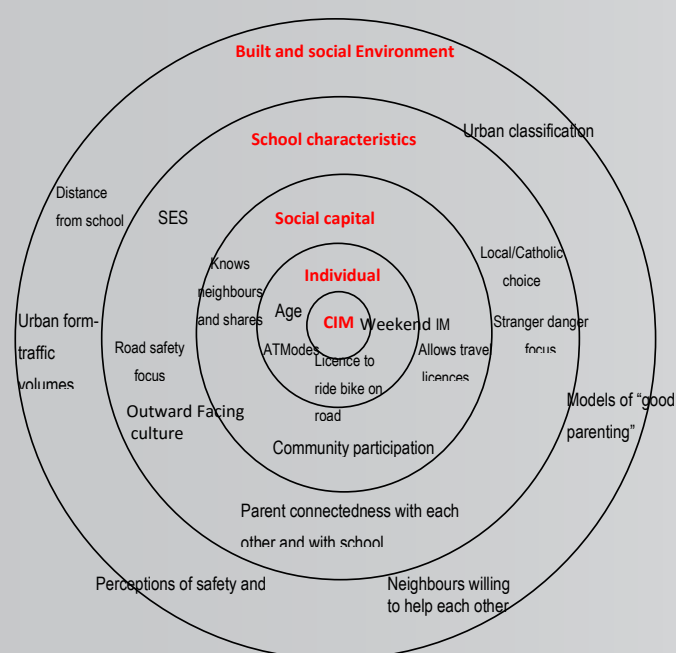 Built and social Environment
Urban classification
School characteristics
Distance
from school
SES
Social capital
Local/Catholic
choice
Knows
neighbours
and shares
Individual
Age
CIM
Weekend IM
Stranger danger
focus
Urban form-
traffic
volumes
Road safety
focus
ATModes
Licence to
ride bike on
road
Allows travel
licences
Outward Facing
culture
Models of "good
parenting"
Community participation
Parent connectedness with each
other and with school
Perceptions of safety and
Neighbours willing
to help each other